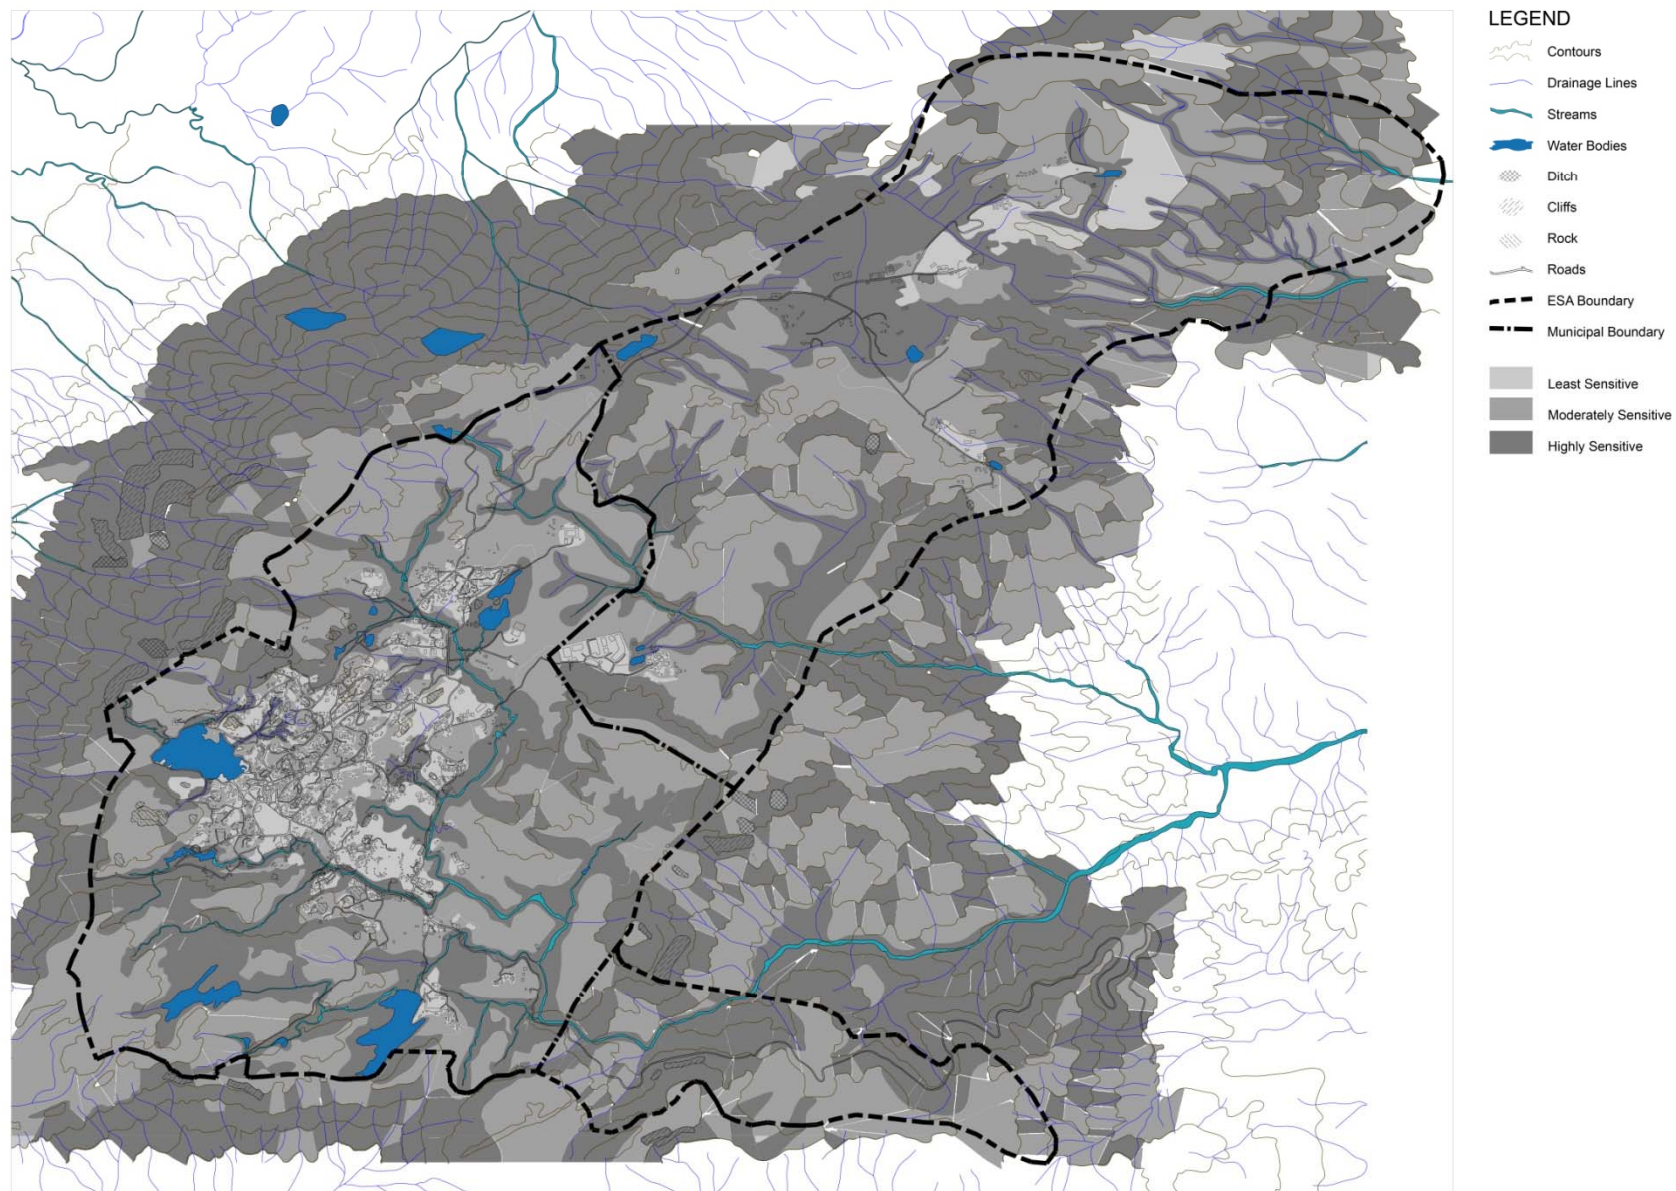 LEGEND
Contours
Drainage Lines
Streams
Water Bodies
Ditch
Cliffs
Rock
Roads
ESA Boundary
Municipal Boundary
Least Sensitive
Moderately Sensitive
Highly Sensitive